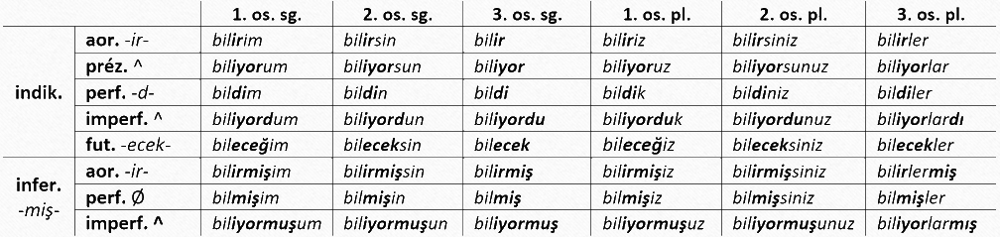 1. os. sg. 2. os. sg. 3. os. sg. 1. os. pl. 2. os. pl. 3. os. pl.
indik. aor. -ir- bilirim bilirsin bilir biliriz bilirsiniz bilirler
préz. ^ biliyorum biliyorsun biliyor biliyoruz biliyorsunuz biliyorlar
perf. -d- bildim bildin bildi bildik bildiniz bildiler
imperf. ^ biliyordum biliyordun biliyordu biliyorduk biliyordunuz biliyorlardı
fut. -ecek- bileceğim bileceksin bilecek bileceğiz bileceksiniz bilecekler
infer. -miş- aor. -ir- bilirmişim bilirmişsin bilirmiş bilirmişiz bilirmişsiniz bilirlermiş
perf. Ø bilmişim bilmişin bilmiş bilmişiz bilmişsiniz bilmişler
imperf. ^ biliyormuşum biliyormuşun biliyormuş biliyormuşuz biliyormuşunuz biliyorlarmış